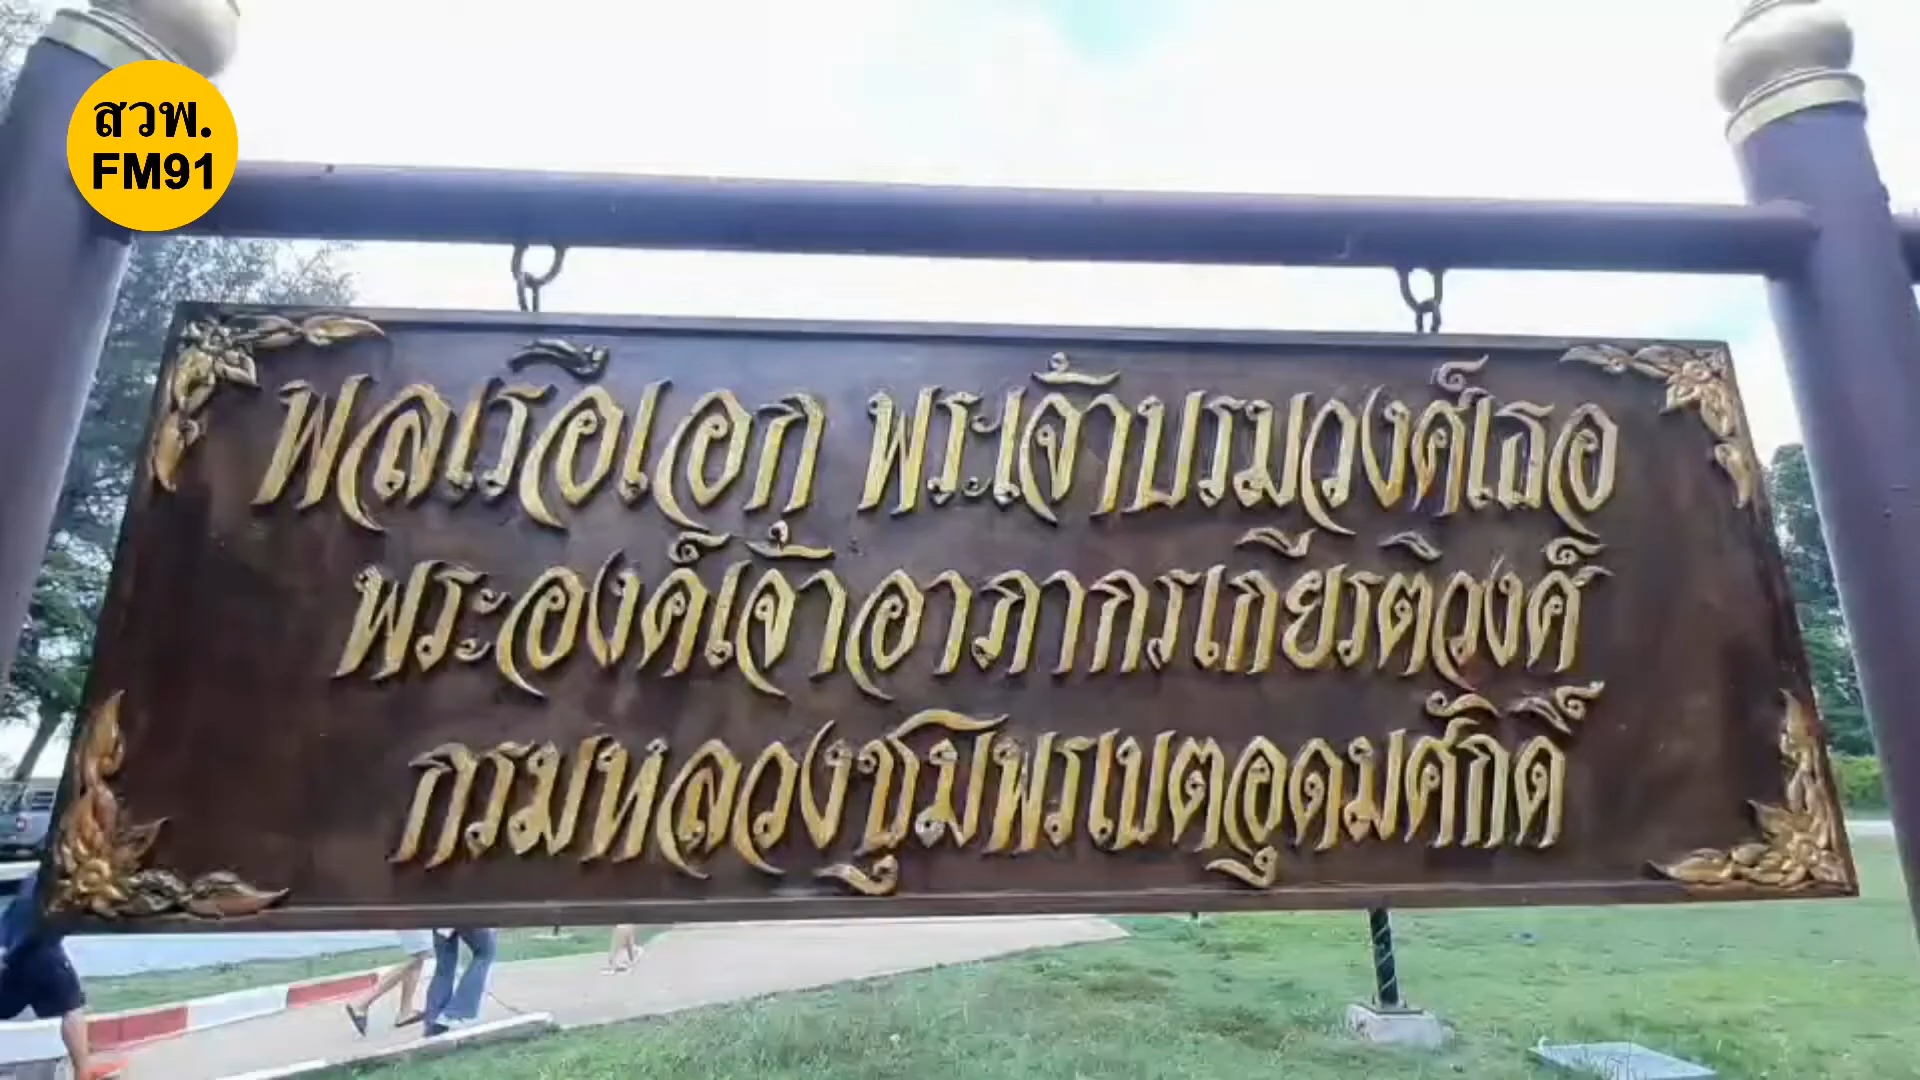 สวพ.
FM91
พลเรือเอก พระเจ้าบรมวงศ์เธอ
พระองค์เจ้าอาภากรเกียรติวงศ์
กรมหลวงชุมพรเขตอุดมศักดิ์